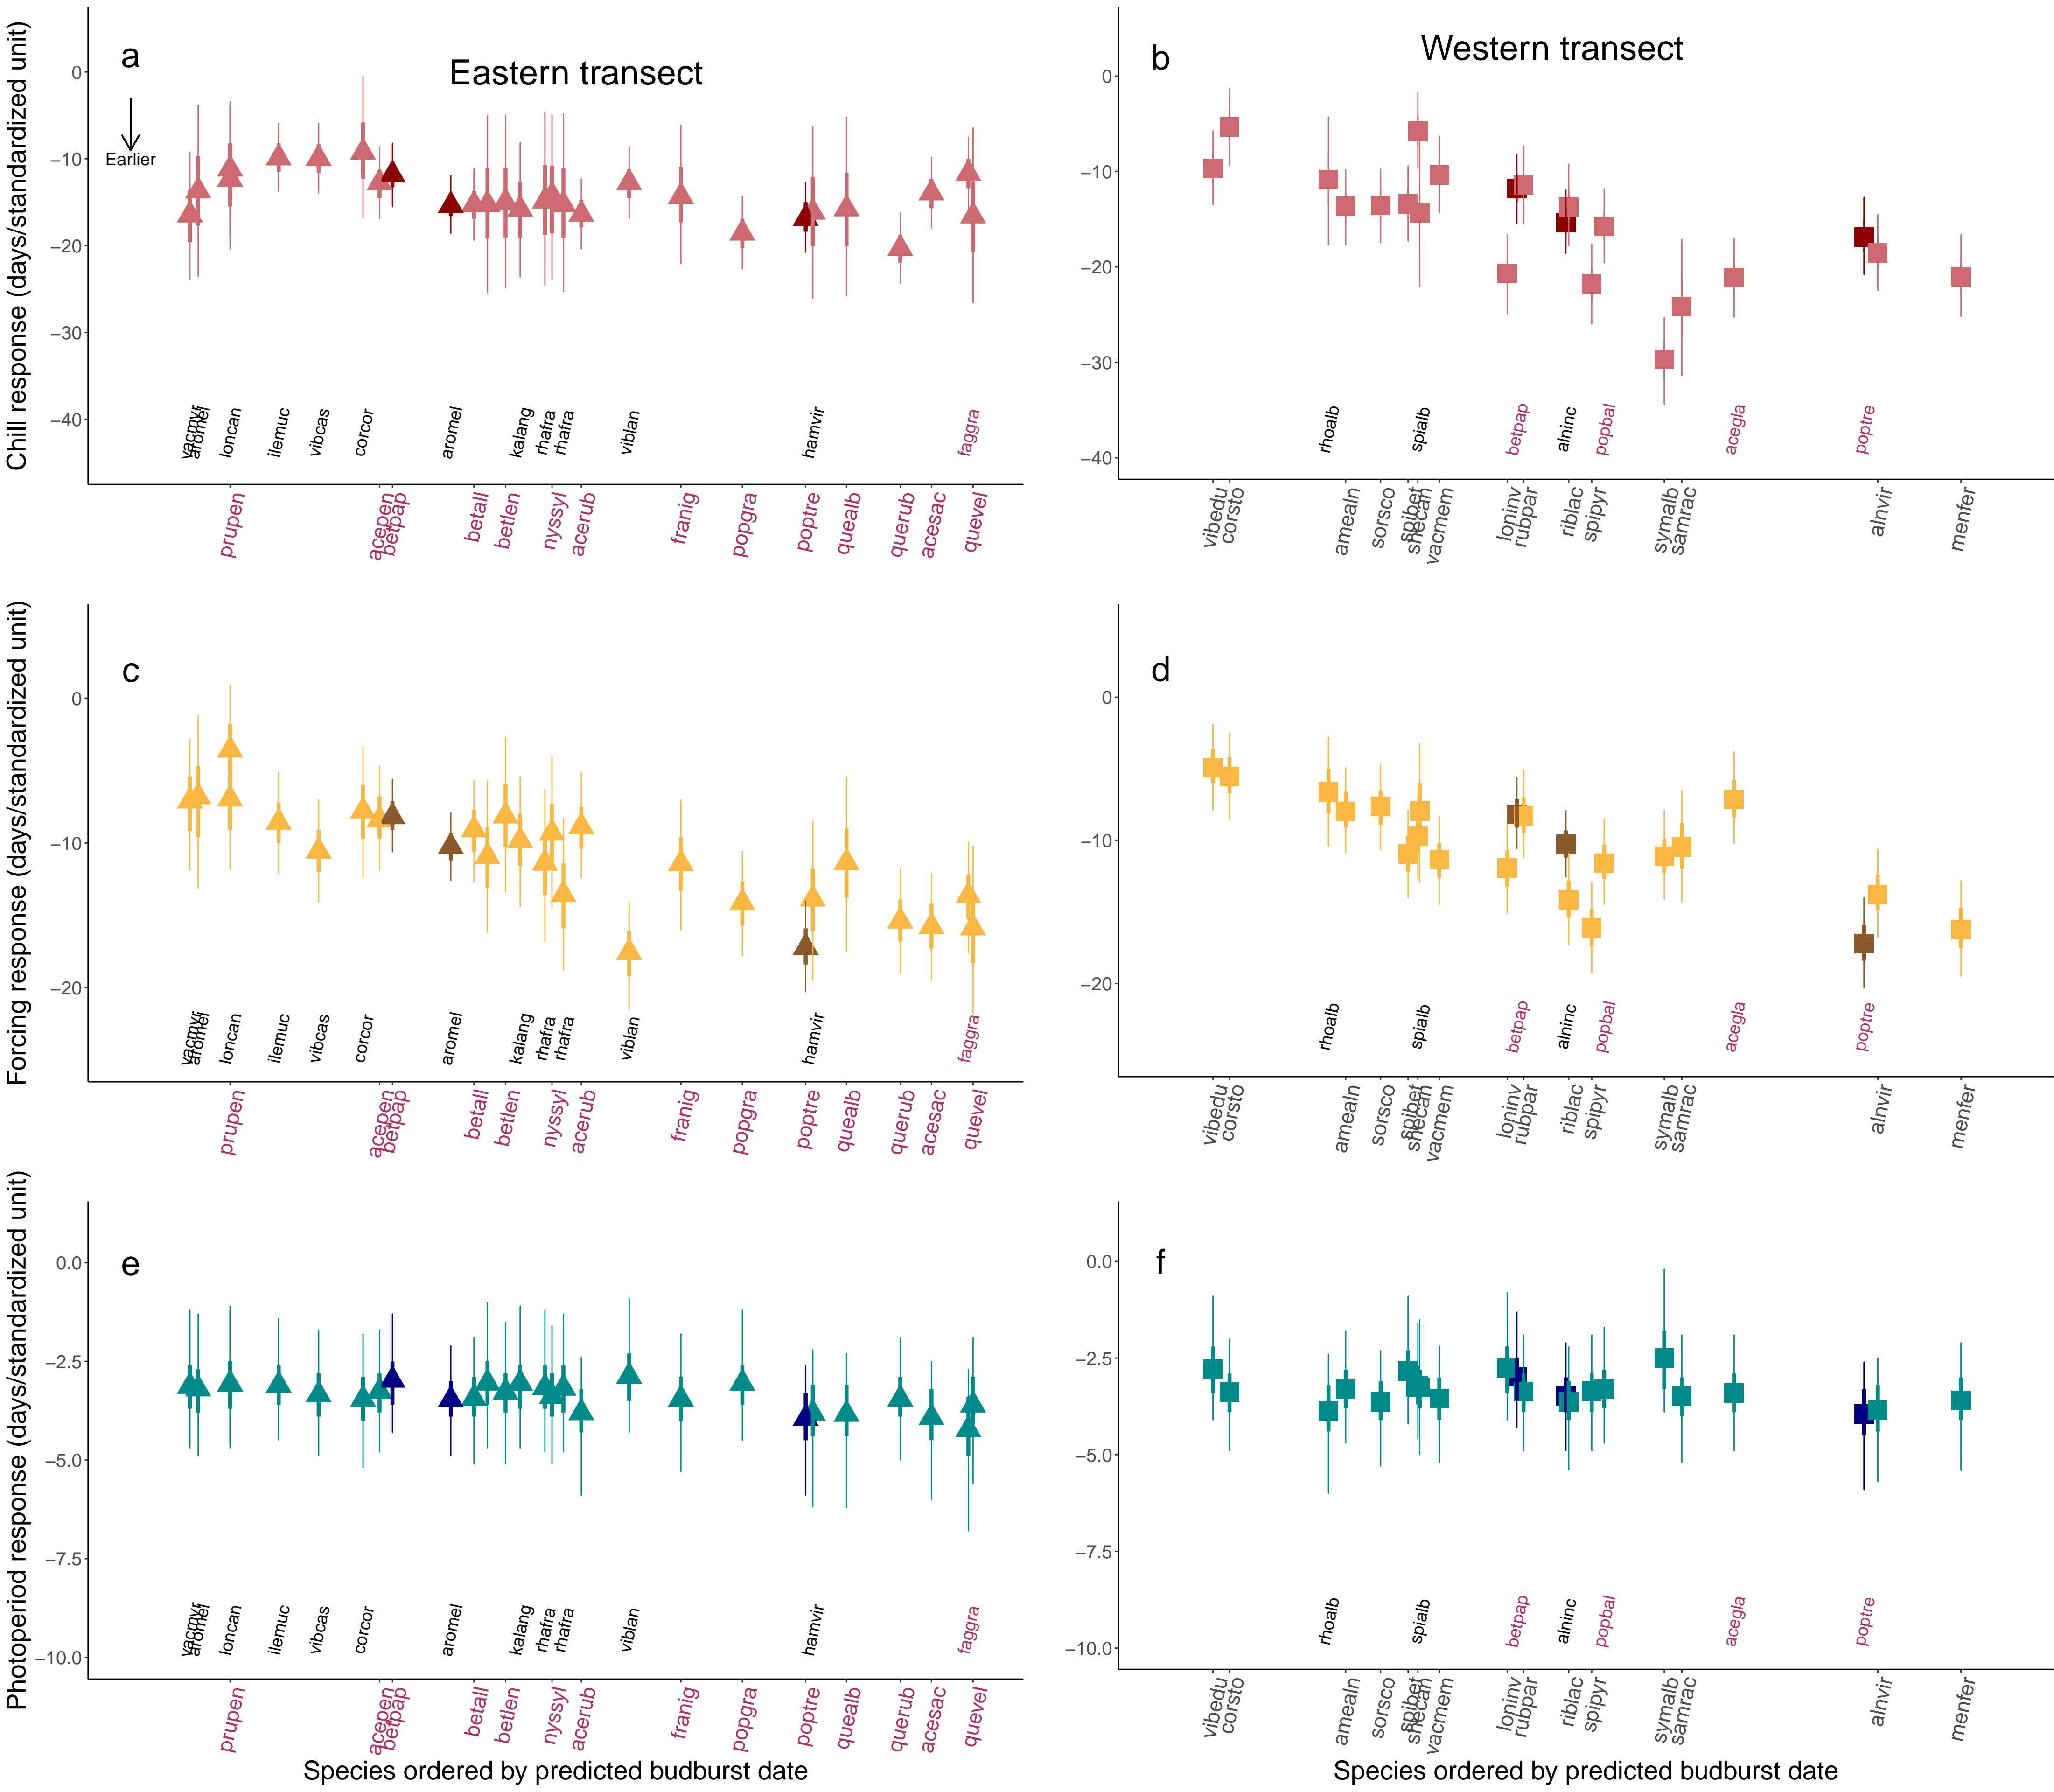 a
Eastern transect
Chill response (days/standardized unit)
0
−10
−20
−30
−40
Earlier
vacmyr
aromel
loncan
ilemuc
vibcas
corcor
aromel
kalang
rhafra
rhafra
viblan
hamvir
faggra
prupen
acepen
betpap
betall
betlen
nyssyl
acerub
franig
popgra
poptre
quealb
querub
acesac
quevel
b
Western transect
0
−10
−20
−30
−40
rhoalb
spialb
betpap
alninc
popbal
acegla
poptre
vibedu
corsto
amealn
sorsco
spibet
shecan
vacmem
loninv
rubpar
riblac
spipyr
symalb
samrac
alnvir
menfer
c
Forcing response (days/standardized unit)
0
−10
−20
vacmyr
aromel
loncan
ilemuc
vibcas
corcor
aromel
kalang
rhafra
rhafra
viblan
hamvir
faggra
prupen
acepen
betpap
betall
betlen
nyssyl
acerub
franig
popgra
poptre
quealb
querub
acesac
quevel
d
0
−10
−20
rhoalb
spialb
betpap
alninc
popbal
acegla
poptre
vibedu
corsto
amealn
sorsco
spibet
shecan
vacmem
loninv
rubpar
riblac
spipyr
symalb
samrac
alnvir
menfer
e
Photoperiod response (days/standardized unit)
0.0
−2.5
−5.0
−7.5
−10.0
vacmyr
aromel
loncan
ilemuc
vibcas
corcor
aromel
kalang
rhafra
rhafra
viblan
hamvir
faggra
prupen
acepen
betpap
betall
betlen
nyssyl
acerub
franig
popgra
poptre
quealb
querub
acesac
quevel
Species ordered by predicted budburst date
f
0.0
−2.5
−5.0
−7.5
−10.0
rhoalb
spialb
betpap
alninc
popbal
acegla
poptre
vibedu
corsto
amealn
sorsco
spibet
shecan
vacmem
loninv
rubpar
riblac
spipyr
symalb
samrac
alnvir
menfer
Species ordered by predicted budburst date